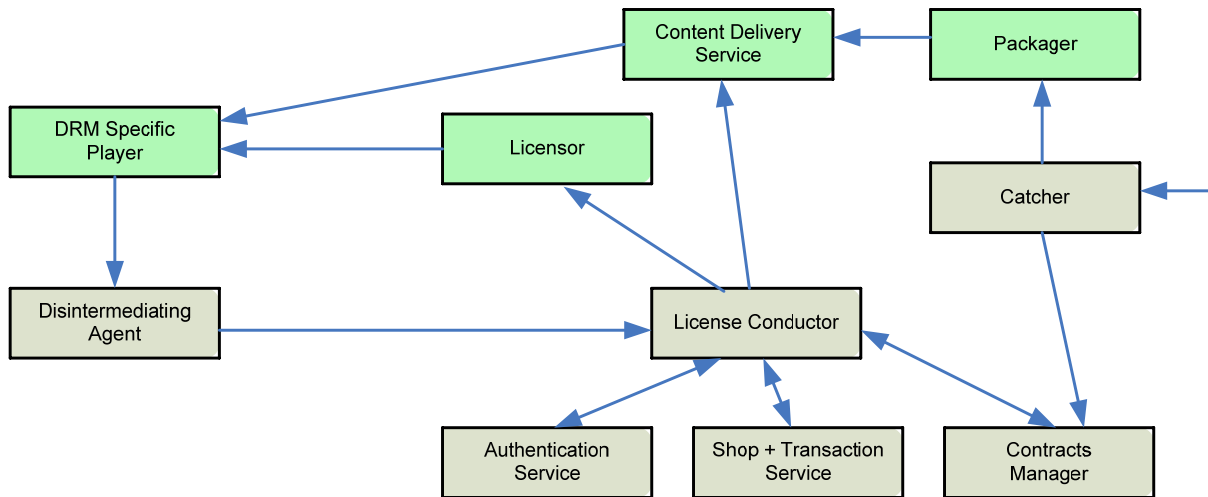 Content Delivery
Service
Packager
DRM Specific
Player
Licensor
Catcher
Disintermediating
Agent
License Conductor
Authentication
Service
Shop + Transaction
Service
Contracts
Manager